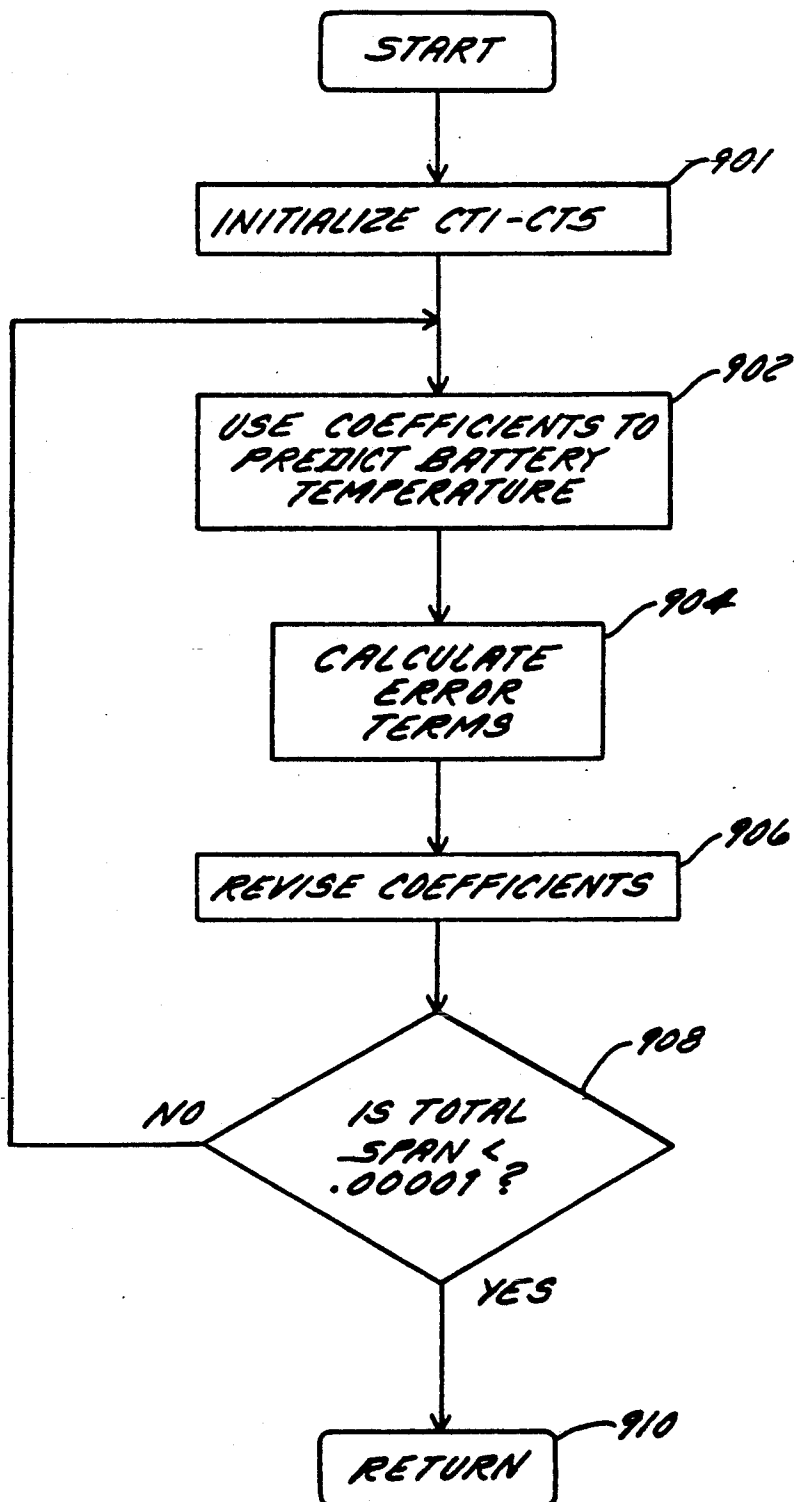 START
901
INITIALIZE CT1-CT5
902
USE COEFFICIENTS TO
PREDICT BATTERY
TEMPERATURE
904
CALCULATE
ERROR
TERMS
906
REVISE COEFFICIENTS
908
NO
IS TOTAL
SPAN <
.00009 ?
YES
910
RETURN